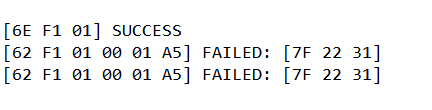 [6E F1 01] SUCCESS
[62 F1 01 00 01 A5] FAILED: [7F 22 31]
[62 F1 01 00 01 A5] FAILED: [7F 22 31]